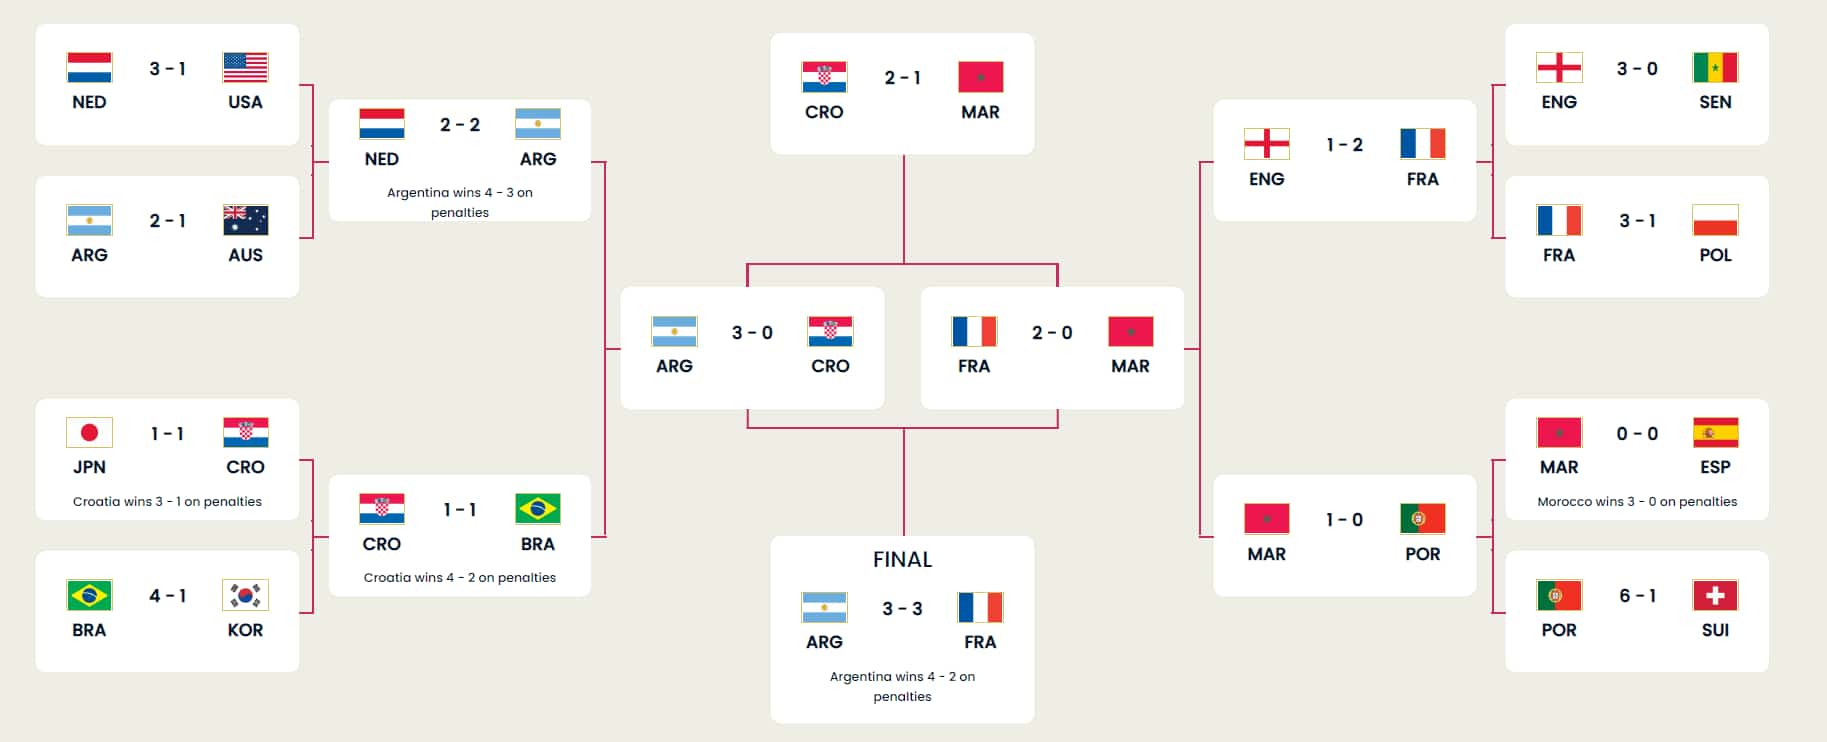 3 - 1
NED USA
2 - 1
ARG AUS
1 - 1
JPN CRO
Croatia wins 3 - 1 on penalties
4 - 1
BRA KOR
2 - 2
NED ARG
Argentina wins 4 - 3 on
penalties
1 - 1
CRO BRA
Croatia wins 4 - 2 on penalties
3 - 0
ARG CRO
2 - 1
CRO MAR
2 - 0
FRA MAR
FINAL
3 - 3
ARG FRA
Argentina wins 4 - 2 on
penalties
1 - 2
ENG FRA
1 - 0
MAR POR
3 - 0
ENG SEN
3 - 1
FRA POL
0 - 0
MAR ESP
Morocco wins 3 - 0 on penalties
6 - 1
POR SUI